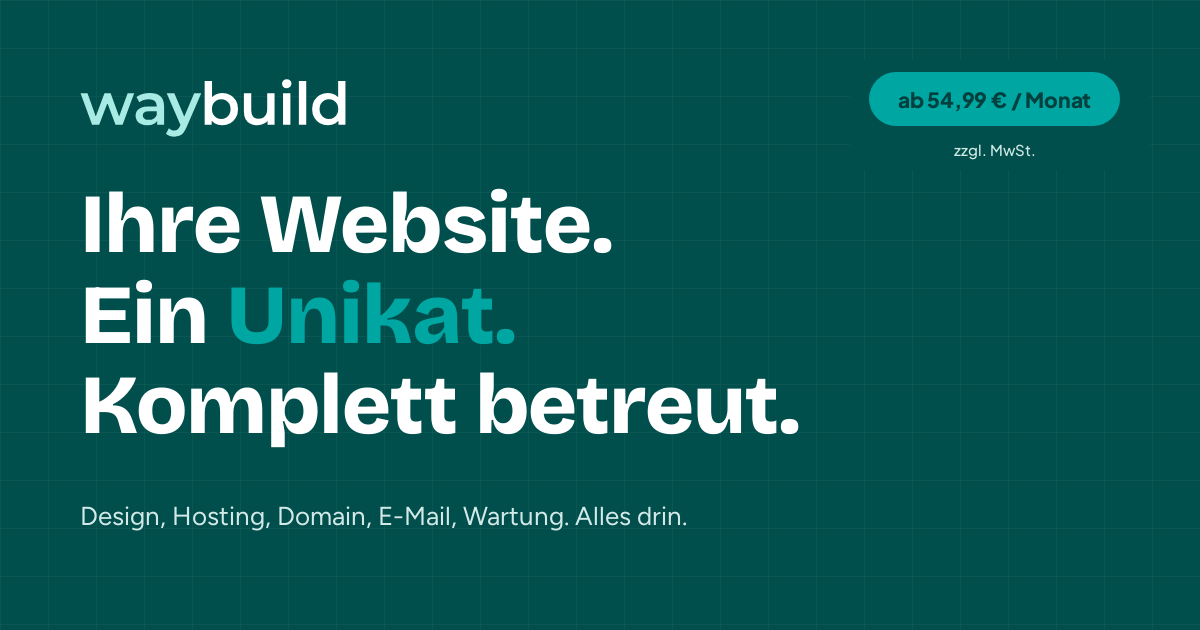 waybuild
ab 54,99 € / Monat
zzgl. MwSt.
Ihre Website.
Ein Unikat.
Komplett betreut.
Design, Hosting, Domain, E-Mail, Wartung. Alles drin.